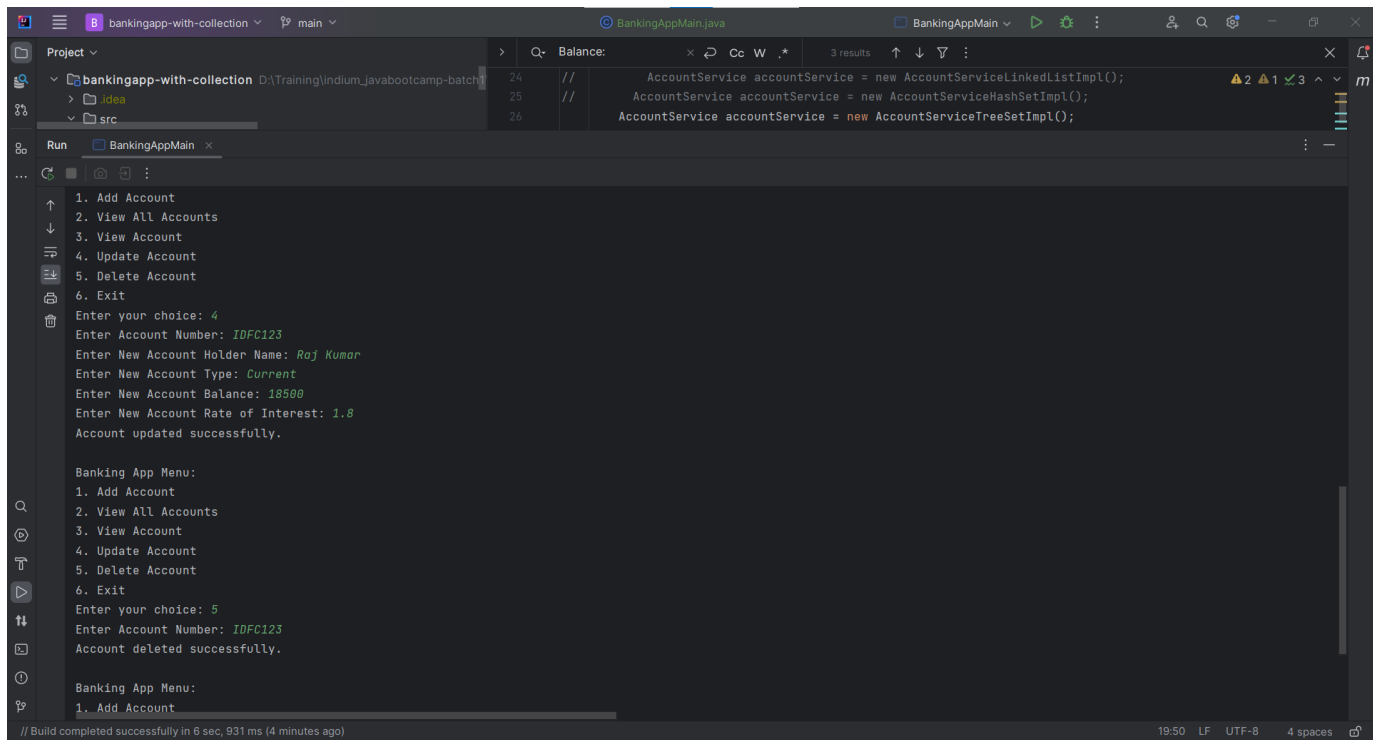 B bankingapp-with-collection main BankingAppMain.java BankingAppMain
Project
Balance: Cc W .* 3 results
bankingapp-with-collection D:\Training\indium_javabootcamp-batch1
.idea
src
24 // AccountService accountService = new AccountServiceLinkedListImpl();
25 // AccountService accountService = new AccountServiceHashSetImpl();
26 AccountService accountService = new AccountServiceTreeSetImpl();
2 1 3
m
Run BankingAppMain
1. Add Account
2. View All Accounts
3. View Account
4. Update Account
5. Delete Account
6. Exit
Enter your choice: 4
Enter Account Number: IDFC123
Enter New Account Holder Name: Raj Kumar
Enter New Account Type: Current
Enter New Account Balance: 18500
Enter New Account Rate of Interest: 1.8
Account updated successfully.
Banking App Menu:
1. Add Account
2. View All Accounts
3. View Account
4. Update Account
5. Delete Account
6. Exit
Enter your choice: 5
Enter Account Number: IDFC123
Account deleted successfully.
Banking App Menu:
1. Add Account
// Build completed successfully in 6 sec, 931 ms (4 minutes ago) 19:50 LF UTF-8 4 spaces